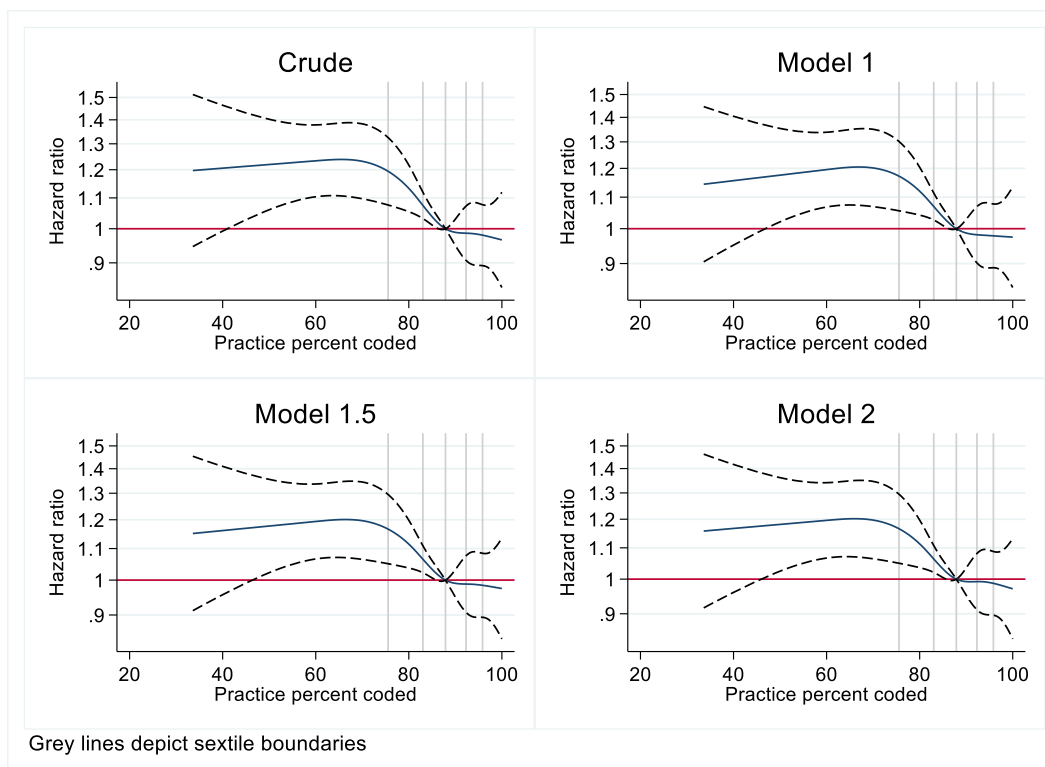 Crude
Hazard ratio
1.5
1.4
1.3
1.2
1.1
1
.9
20 40 60 80 100
Practice percent coded
Model 1
Hazard ratio
1.5
1.4
1.3
1.2
1.1
1
.9
20 40 60 80 100
Practice percent coded
Model 1.5
Hazard ratio
1.5
1.4
1.3
1.2
1.1
1
.9
20 40 60 80 100
Practice percent coded
Model 2
Hazard ratio
1.5
1.4
1.3
1.2
1.1
1
.9
20 40 60 80 100
Practice percent coded
Grey lines depict sextile boundaries